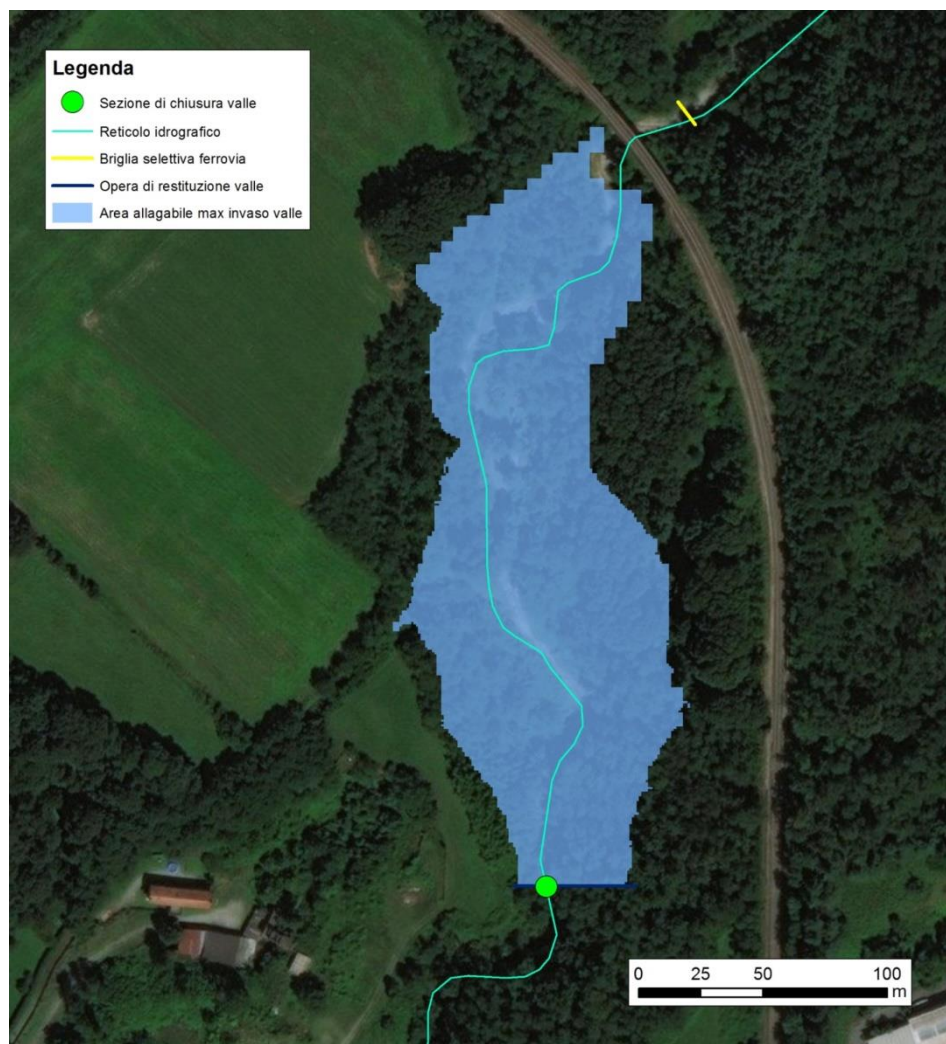 Legenda
Sezione di chiusura valle
Reticolo idrografico
Briglia selettiva ferrovia
Opera di restituzione valle
Area allagabile max invaso valle
0 25 50 100
m